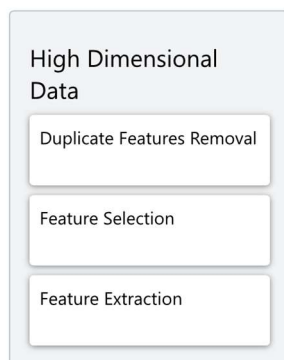 High Dimensional
Data
Duplicate Features Removal
Feature Selection
Feature Extraction